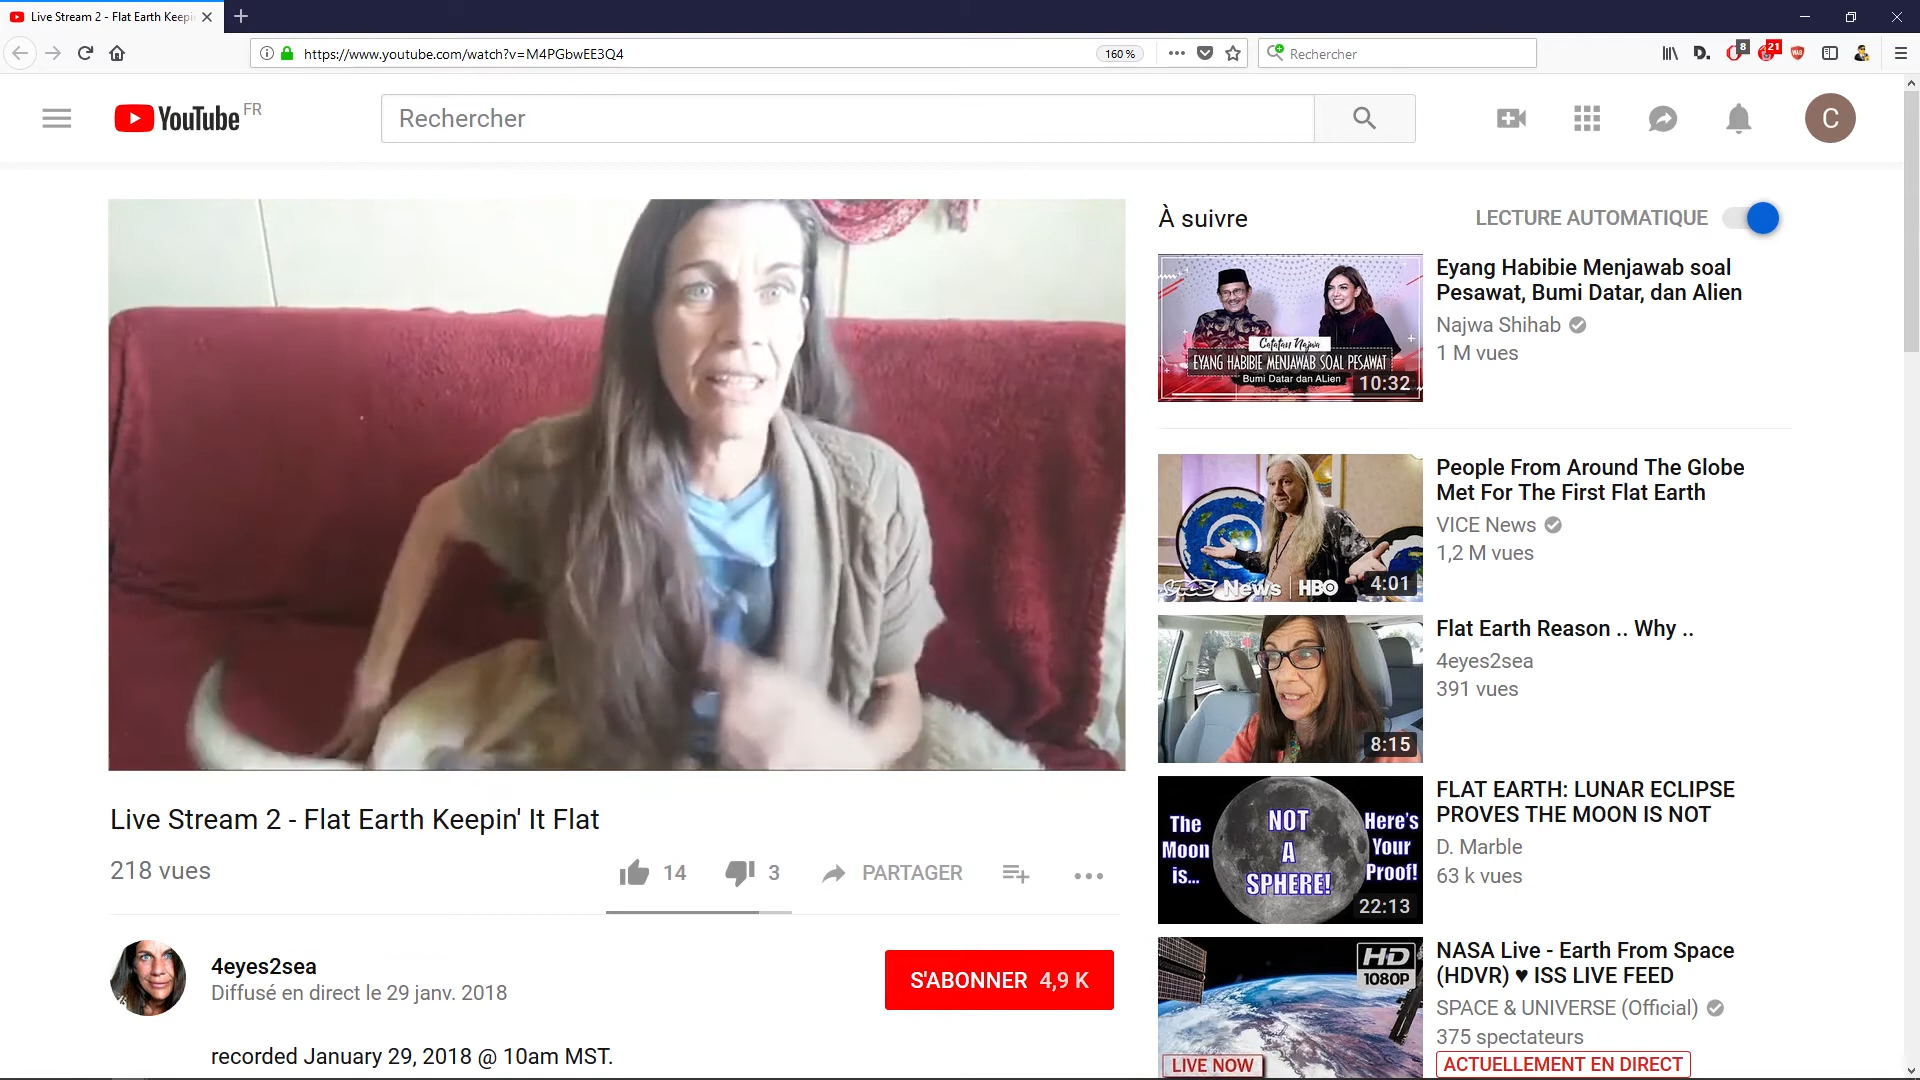 Live Stream 2 - Flat Earth Keepin
https://www.youtube.com/watch?v=M4PGbwEE3Q4
160 %
Rechercher
8
21
YouTube FR
Rechercher
C
À suivre
LECTURE AUTOMATIQUE
Catatan Najwa
EYANG HABIBIE MENJAWAB SOAL PESAWAT
Bumi Datar dan ALien
10:32
Eyang Habibie Menjawab soal
Pesawat, Bumi Datar, dan Alien
Najwa Shihab
1 M vues
News | HBO
4:01
People From Around The Globe
Met For The First Flat Earth
VICE News
1,2 M vues
8:15
Flat Earth Reason .. Why ..
4eyes2sea
391 vues
The
Moon
is...
NOT
A
SPHERE!
Here's
Your
Proof!
22:13
FLAT EARTH: LUNAR ECLIPSE
PROVES THE MOON IS NOT
D. Marble
63 k vues
HD
1080P
LIVE NOW
NASA Live - Earth From Space
(HDVR) ♥ ISS LIVE FEED
SPACE & UNIVERSE (Official)
375 spectateurs
ACTUELLEMENT EN DIRECT
Live Stream 2 - Flat Earth Keepin' It Flat
218 vues
14
3
PARTAGER
4eyes2sea
Diffusé en direct le 29 janv. 2018
S'ABONNER 4,9 K
recorded January 29, 2018 @ 10am MST.